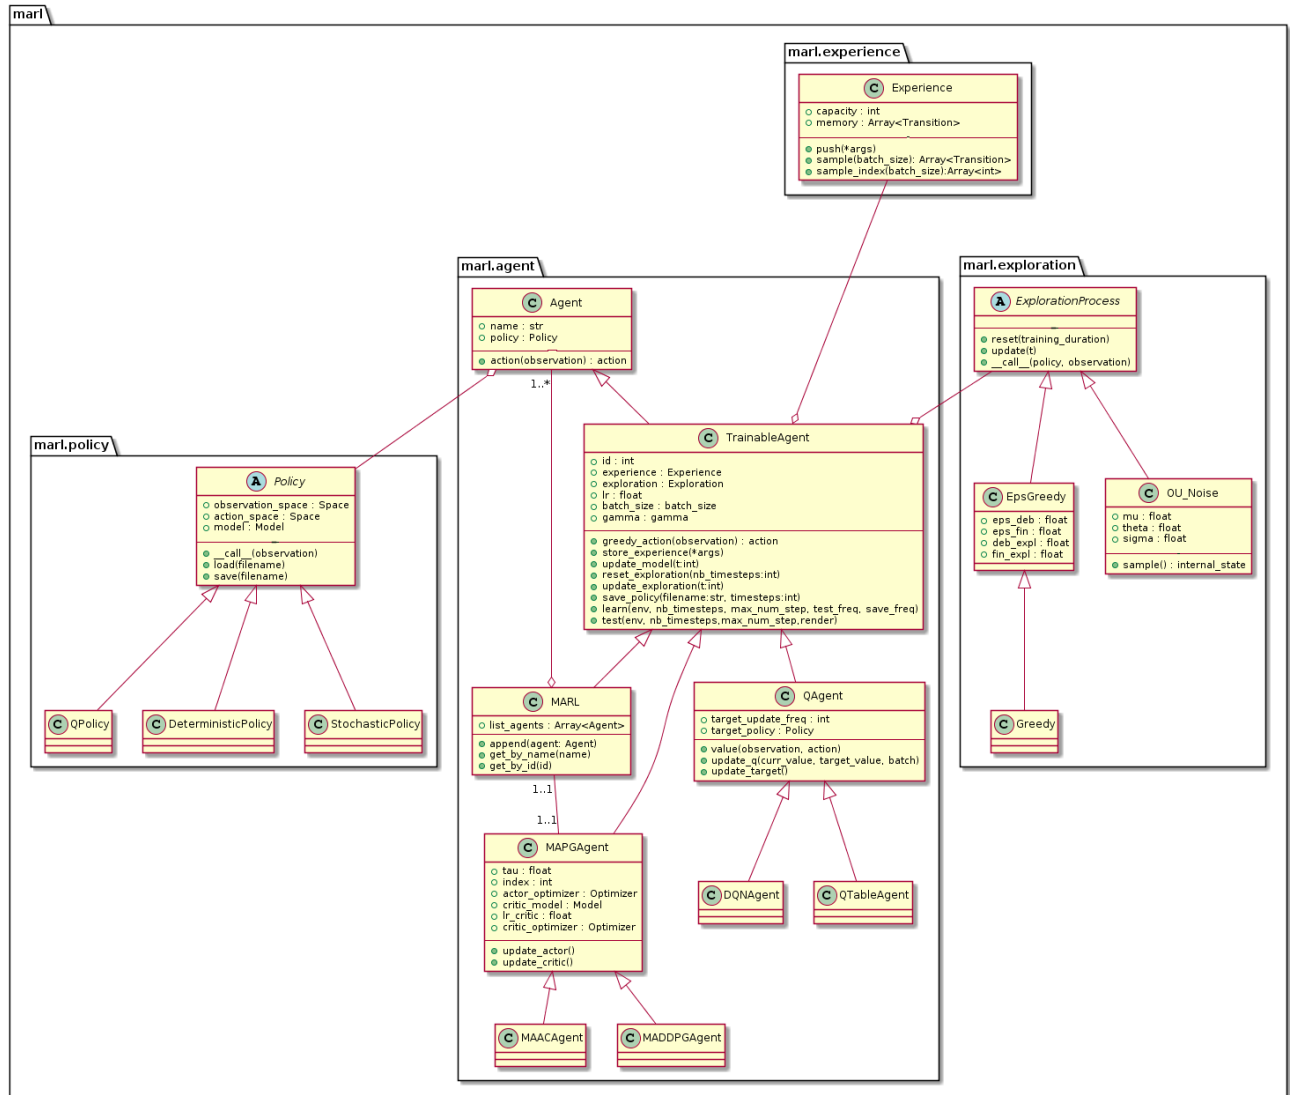 marl
marl.experience
C Experience
capacity : int
memory : Array<Transition>
push(*args)
sample(batch_size): Array<Transition>
sample_index(batch_size):Array<int>
marl.agent
C Agent
name : str
policy : Policy
action(observation) : action
1..*
marl.exploration
A ExplorationProcess
reset(training_duration)
update(t)
__call__(policy, observation)
marl.policy
A Policy
observation_space : Space
action_space : Space
model : Model
__call__(observation)
load(filename)
save(filename)
C TrainableAgent
id : int
experience : Experience
exploration : Exploration
lr : float
batch_size : batch_size
gamma : gamma
greedy_action(observation) : action
store_experience(*args)
update_model(t:int)
reset_exploration(nb_timesteps:int)
update_exploration(t:int)
save_policy(filename:str, timesteps:int)
learn(env, nb_timesteps, max_num_step, test_freq, save_freq)
test(env, nb_timesteps,max_num_step,render)
C EpsGreedy
eps_deb : float
eps_fin : float
deb_expl : float
fin_expl : float
C OU_Noise
mu : float
theta : float
sigma : float
sample() : internal_state
C QPolicy
C DeterministicPolicy
C StochasticPolicy
C MARL
list_agents : Array<Agent>
append(agent: Agent)
get_by_name(name)
get_by_id(id)
C QAgent
target_update_freq : int
target_policy : Policy
value(observation, action)
update_q(curr_value, target_value, batch)
update_target()
C Greedy
1..1
1..1
C MAPGAgent
tau : float
index : int
actor_optimizer : Optimizer
critic_model : Model
lr_critic : float
critic_optimizer : Optimizer
update_actor()
update_critic()
C DQNAgent
C QTableAgent
C MAACAgent
C MADDPGAgent